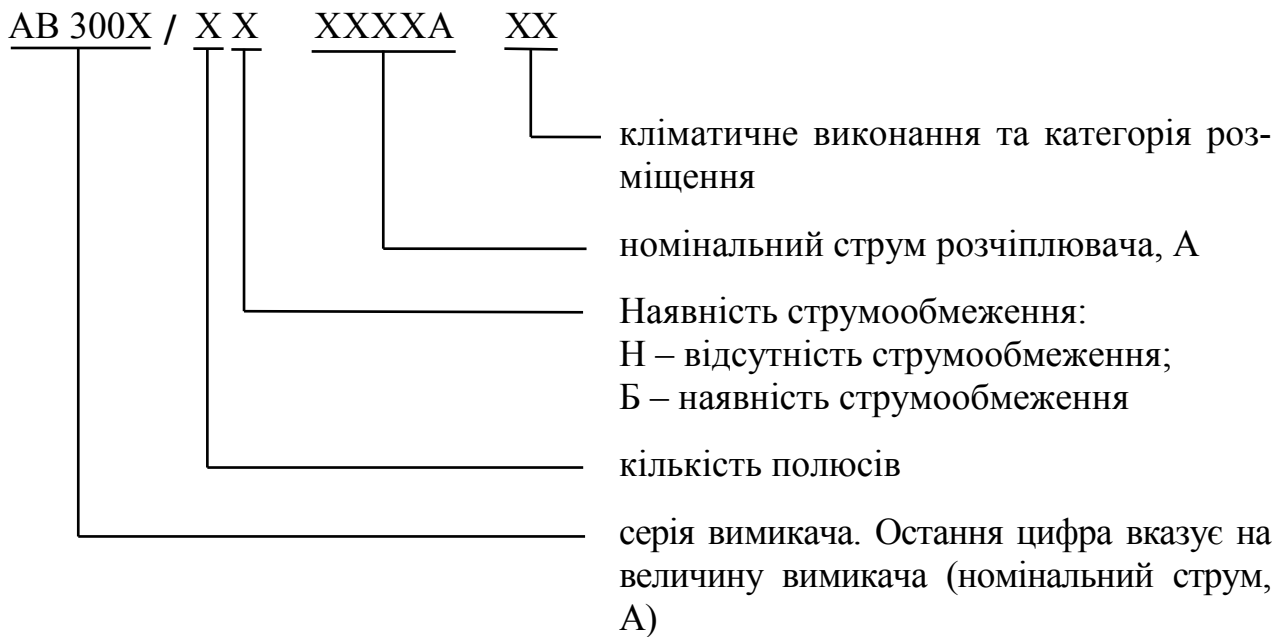 АВ 300Х / Х Х ХХХХА ХХ
кліматичне виконання та категорія роз-
міщення
номінальний струм розчіплювача, А
Наявність струмообмеження:
Н – відсутність струмообмеження;
Б – наявність струмообмеження
кількість полюсів
серія вимикача. Остання цифра вказує на
величину вимикача (номінальний струм,
А)